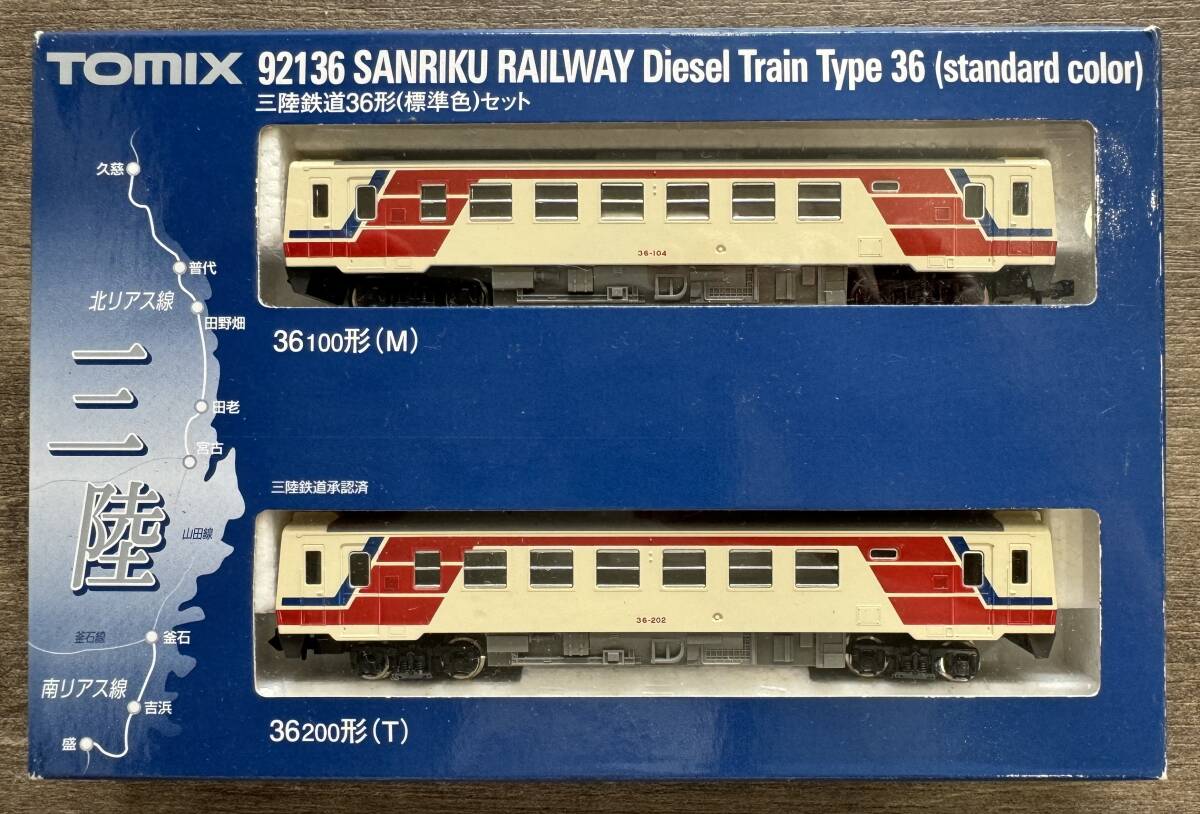 TOMIX 92136 SANRIKU RAILWAY Diesel Train Type 36 (standard color)
三陸鉄道36形(標準色)セット
久慈
普代
北リアス線
田野畑
三陸
田老
宮古
山田線
釜石線
釜石
南リアス線
吉浜
盛
36-104
36100形(M)
三陸鉄道承認済
36-202
36200形(T)